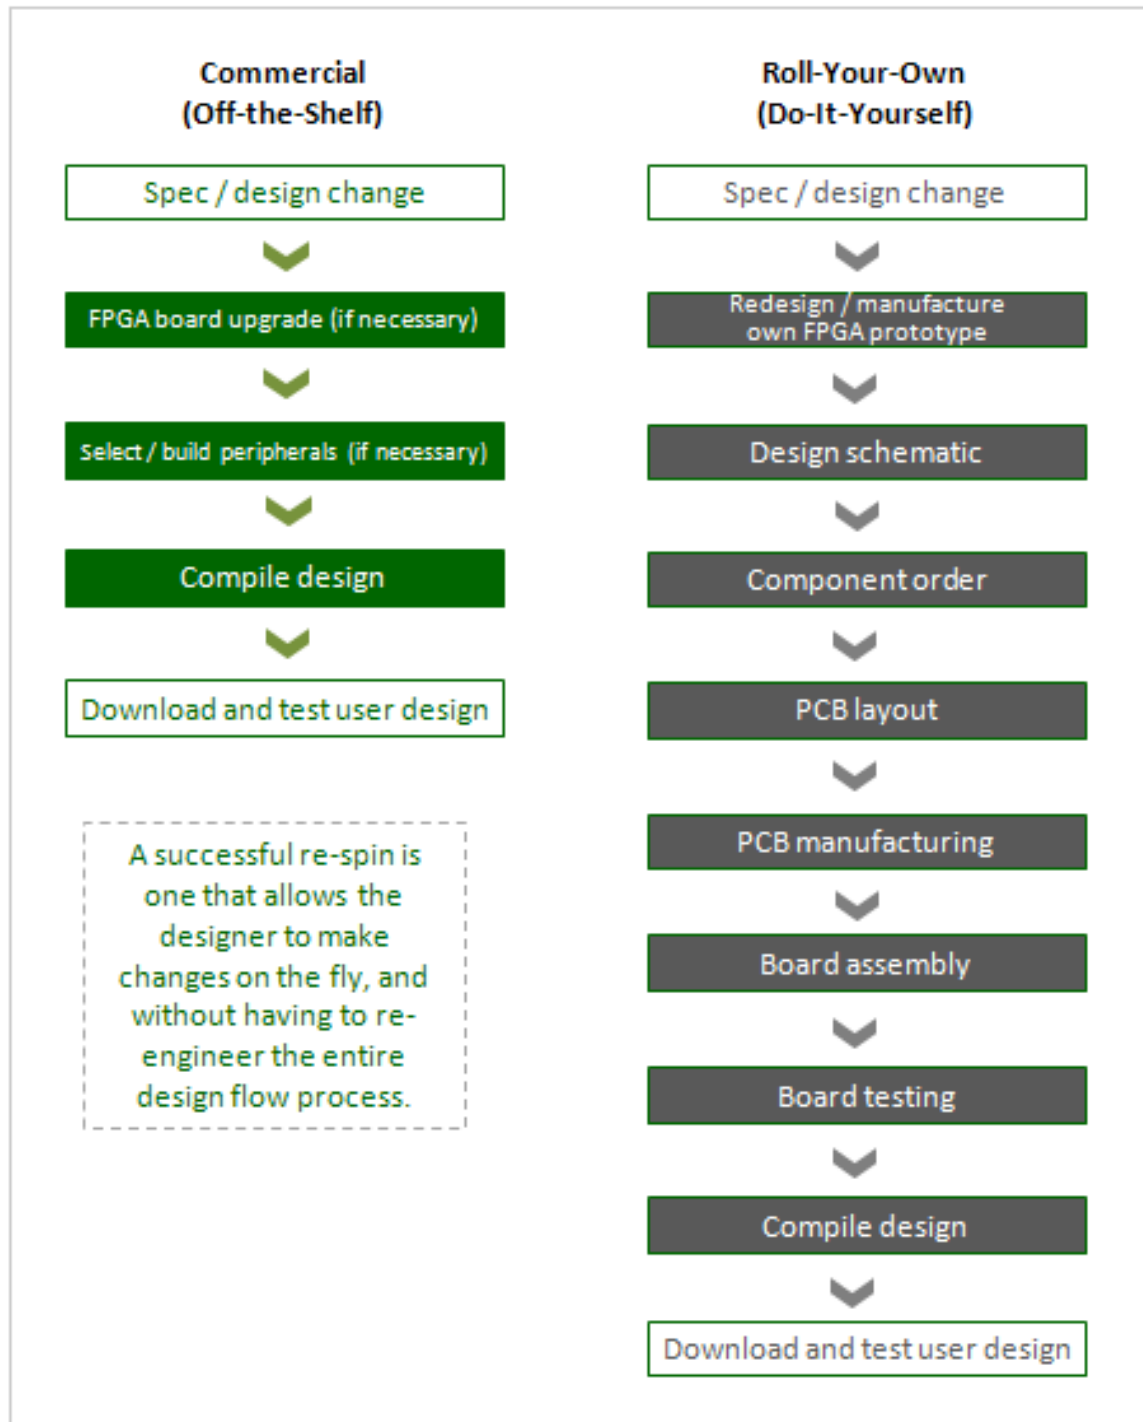 Commercial
(Off-the-Shelf)
Spec / design change
FPGA board upgrade (if necessary)
Select / build peripherals (if necessary)
Compile design
Download and test user design
A successful re-spin is
one that allows the
designer to make
changes on the fly, and
without having to re-
engineer the entire
design flow process.
Roll-Your-Own
(Do-It-Yourself)
Spec / design change
Redesign / manufacture
own FPGA prototype
Design schematic
Component order
PCB layout
PCB manufacturing
Board assembly
Board testing
Compile design
Download and test user design